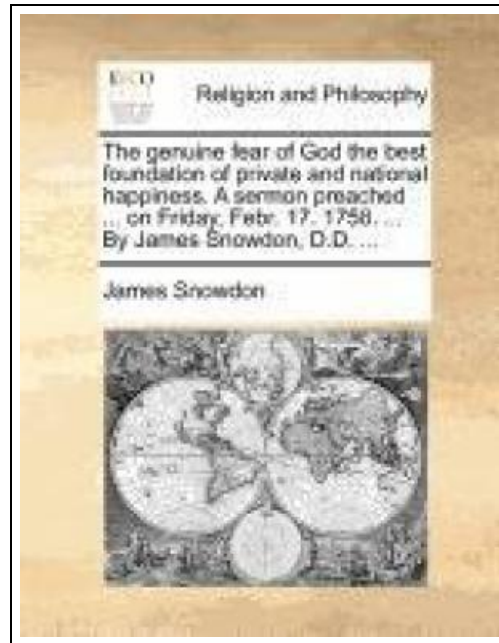 ECCO
Religion and Philosophy
The genuine fear of God the best
foundation of private and national
happiness. A sermon preached
... on Friday, Febr. 17. 1758. ...
By James Snowdon, D.D. ...
James Snowdon